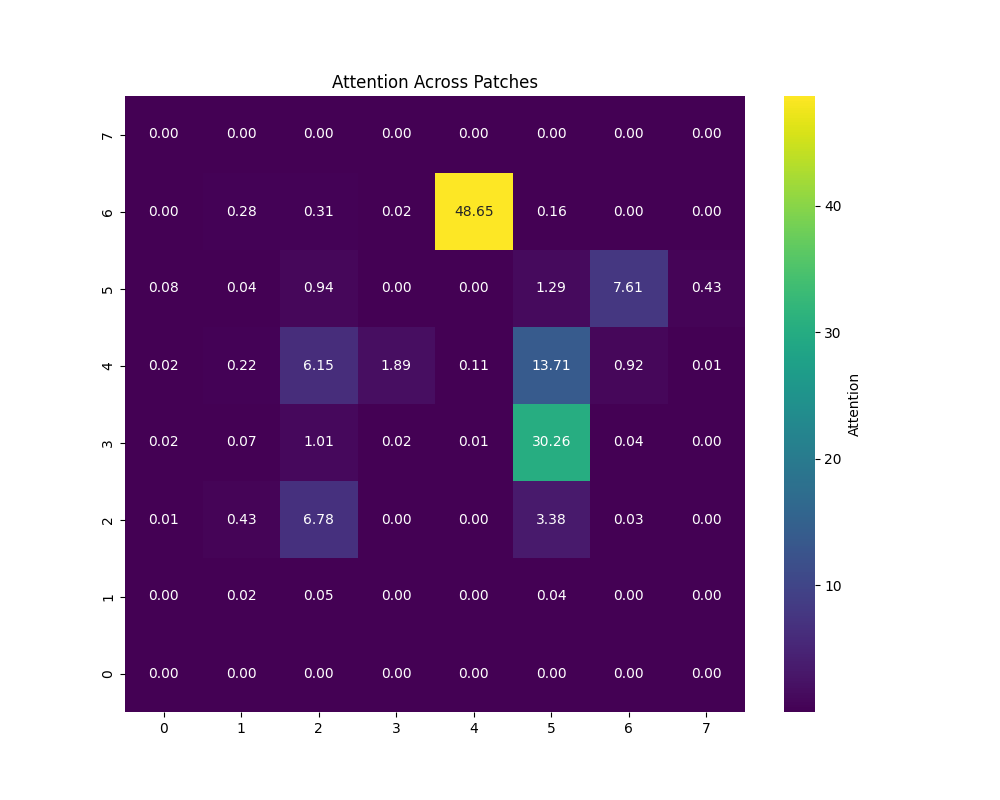 Attention Across Patches
7 0.00 0.00 0.00 0.00 0.00 0.00 0.00 0.00
6 0.00 0.28 0.31 0.02 48.65 0.16 0.00 0.00
5 0.08 0.04 0.94 0.00 0.00 1.29 7.61 0.43
4 0.02 0.22 6.15 1.89 0.11 13.71 0.92 0.01
3 0.02 0.07 1.01 0.02 0.01 30.26 0.04 0.00
2 0.01 0.43 6.78 0.00 0.00 3.38 0.03 0.00
1 0.00 0.02 0.05 0.00 0.00 0.04 0.00 0.00
0 0.00 0.00 0.00 0.00 0.00 0.00 0.00 0.00
0 1 2 3 4 5 6 7
40
30
20
10
Attention